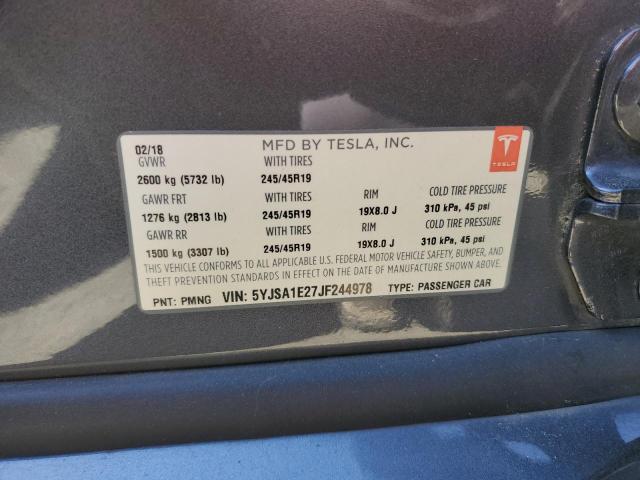 02/18 MFD BY TESLA, INC.
GVWR WITH TIRES
TESLA
2600 kg (5732 lb) 245/45R19
GAWR FRT WITH TIRES RIM COLD TIRE PRESSURE
1276 kg (2813 lb) 245/45R19 19X8.0 J 310 kPa, 45 psi
GAWR RR WITH TIRES RIM COLD TIRE PRESSURE
1500 kg (3307 lb) 245/45R19 19X8.0 J 310 kPa, 45 psi
THIS VEHICLE CONFORMS TO ALL APPLICABLE U.S. FEDERAL MOTOR VEHICLE SAFETY, BUMPER, AND
THEFT PREVENTION STANDARDS IN EFFECT ON THE DATE OF MANUFACTURE SHOWN ABOVE.
PNT: PMNG VIN: 5YJSA1E27JF244978 TYPE: PASSENGER CAR